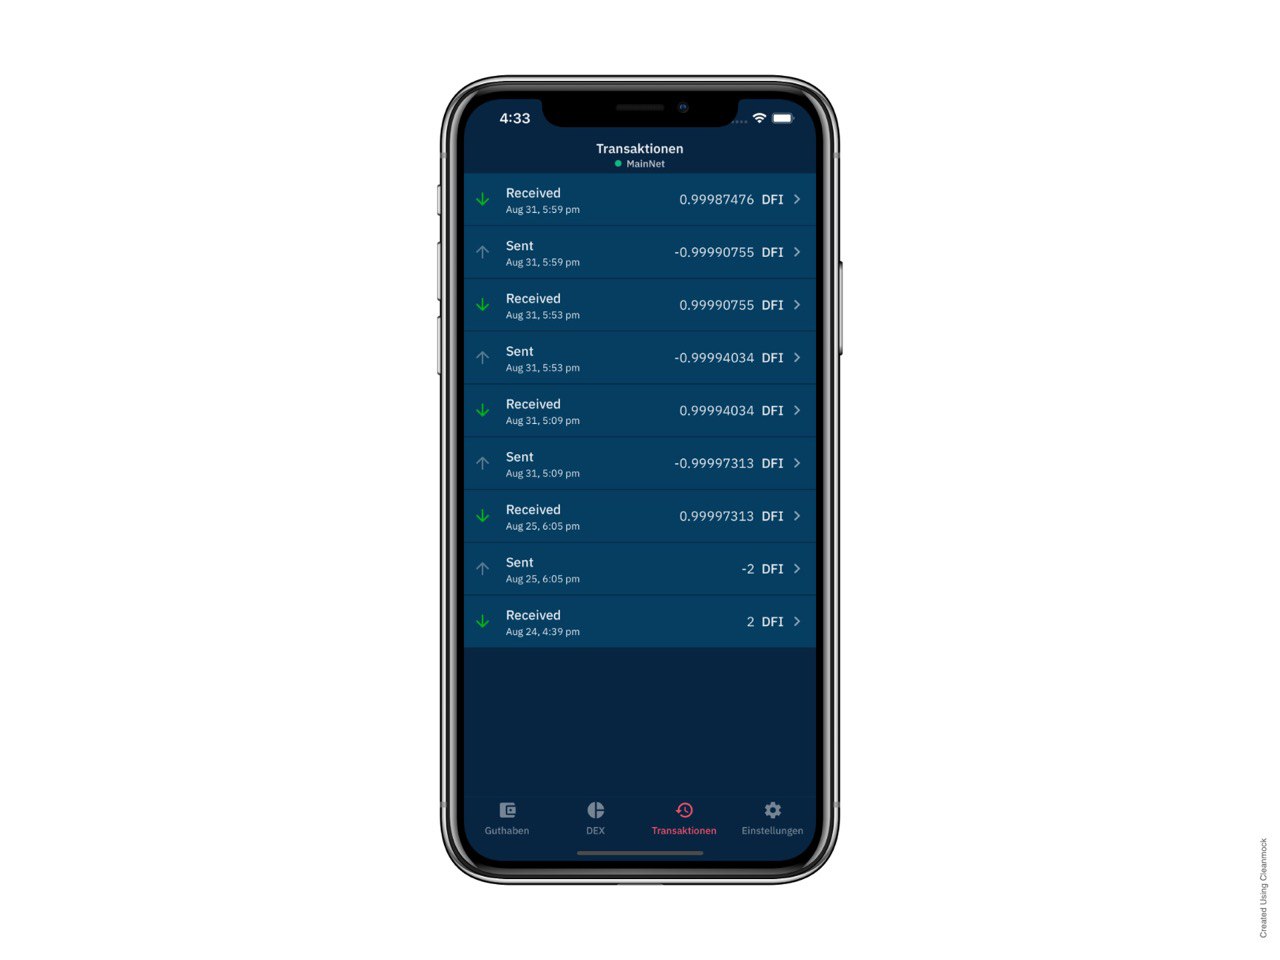 4:33
Transaktionen
MainNet
Received
0.99987476 DFI
Aug 31, 5:59 pm
Sent
-0.99990755 DFI
Aug 31, 5:59 pm
Received
0.99990755 DFI
Aug 31, 5:53 pm
Sent
-0.99994034 DFI
Aug 31, 5:53 pm
Received
0.99994034 DFI
Aug 31, 5:09 pm
Sent
-0.99997313 DFI
Aug 31, 5:09 pm
Received
0.99997313 DFI
Aug 25, 6:05 pm
Sent
-2 DFI
Aug 25, 6:05 pm
Received
2 DFI
Aug 24, 4:39 pm
Guthaben DEX Transaktionen Einstellungen
Created Using Cleanmock